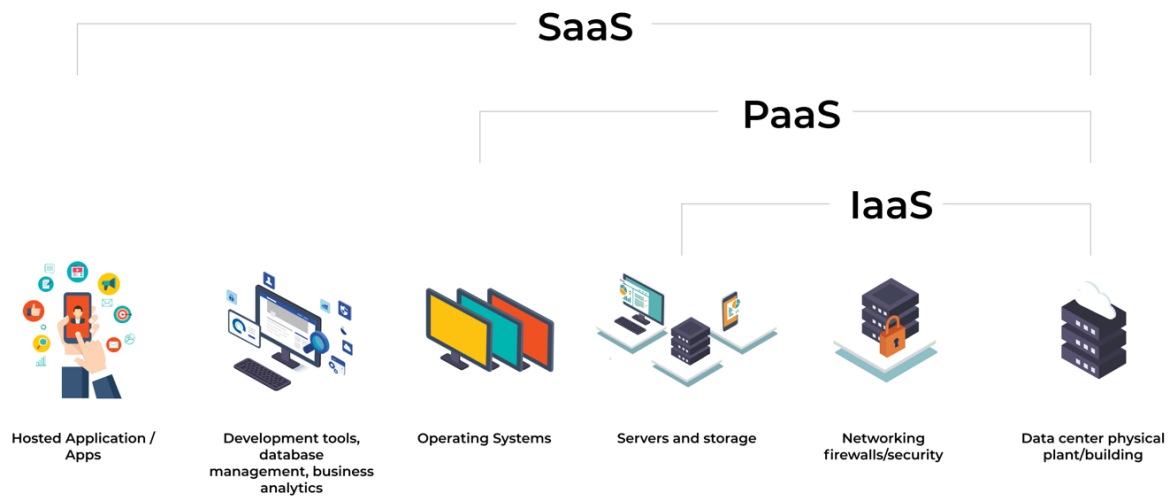 SaaS
PaaS
IaaS
Hosted Application /
Apps
Development tools,
database
management, business
analytics
Operating Systems
Servers and storage
Networking
firewalls/security
Data center physical
plant/building